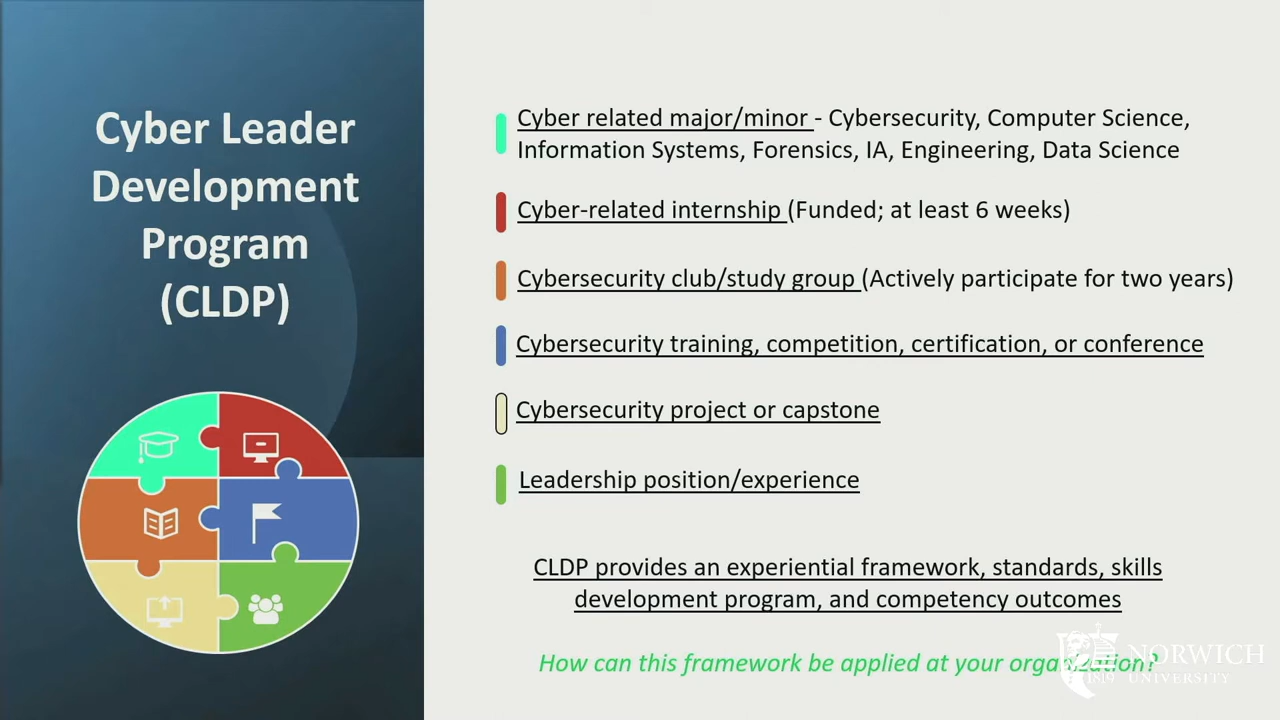 Cyber Leader
Development
Program
(CLDP)
Cyber related major/minor - Cybersecurity, Computer Science,
Information Systems, Forensics, IA, Engineering, Data Science
Cyber-related internship (Funded; at least 6 weeks)
Cybersecurity club/study group (Actively participate for two years)
Cybersecurity training, competition, certification, or conference
Cybersecurity project or capstone
Leadership position/experience
CLDP provides an experiential framework, standards, skills
development program, and competency outcomes
How can this framework be applied at your organization?
NORWICH
1819 UNIVERSITY